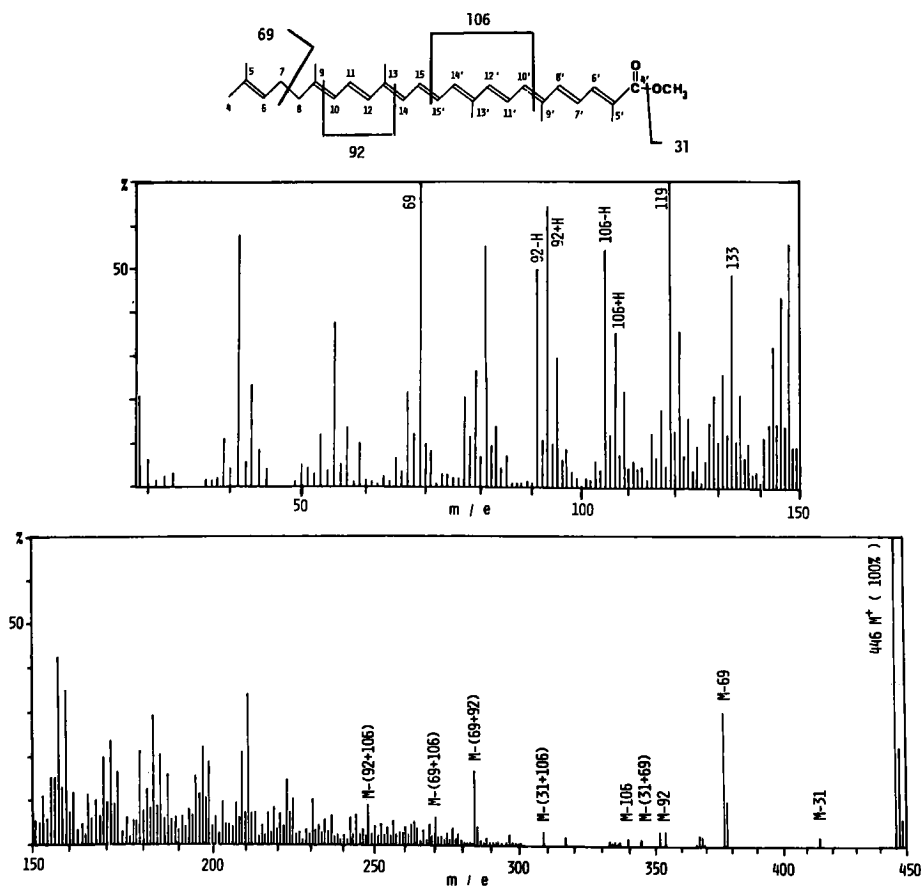 106
69
O
5 7 9 11 13 15 14' 12' 10' 8' 6' 4'
C OCH₃
4 6 8 10 12 14 15' 13' 11' 9' 7' 5'
92
31
%
50
69
92-H
92+H
106-H
106+H
119
133
50 100 150
m / e
%
50
M-(92+106)
M-(69+106)
M-(69+92)
M-(31+106)
M-106
M-(31+69)
M-92
M-69
M-31
446 M⁺ ( 100% )
150 200 250 300 350 400 450
m / e